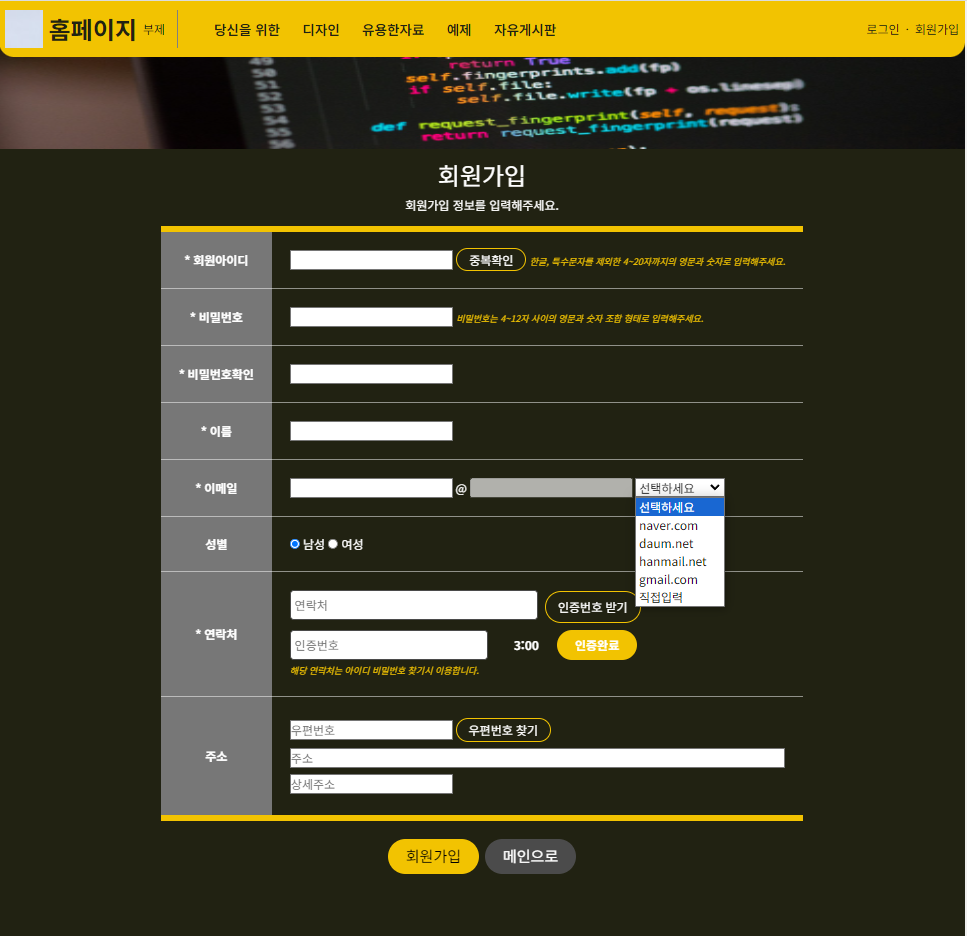 홈페이지 부제 당신을 위한 디자인 유용한자료 예제 자유게시판 로그인 · 회원가입
49 return True
50 self.fingerprints.add(fp)
51 if self.file:
52 self.file.write(fp + os.linesep)
53
54 def request_fingerprint(self, request):
55 return request_fingerprint(request)
56
회원가입
회원가입 정보를 입력해주세요.
* 회원아이디 중복확인 한글, 특수문자를 제외한 4~20자까지의 영문과 숫자로 입력해주세요.
* 비밀번호 비밀번호는 4~12자 사이의 영문과 숫자 조합 형태로 입력해주세요.
* 비밀번호확인
* 이름
* 이메일 @ 선택하세요
선택하세요
naver.com
daum.net
hanmail.net
gmail.com
직접입력
성별 남성 여성
* 연락처 연락처 인증번호 받기
인증번호 3:00 인증완료
해당 연락처는 아이디 비밀번호 찾기시 이용합니다.
주소 우편번호 우편번호 찾기
주소
상세주소
회원가입 메인으로